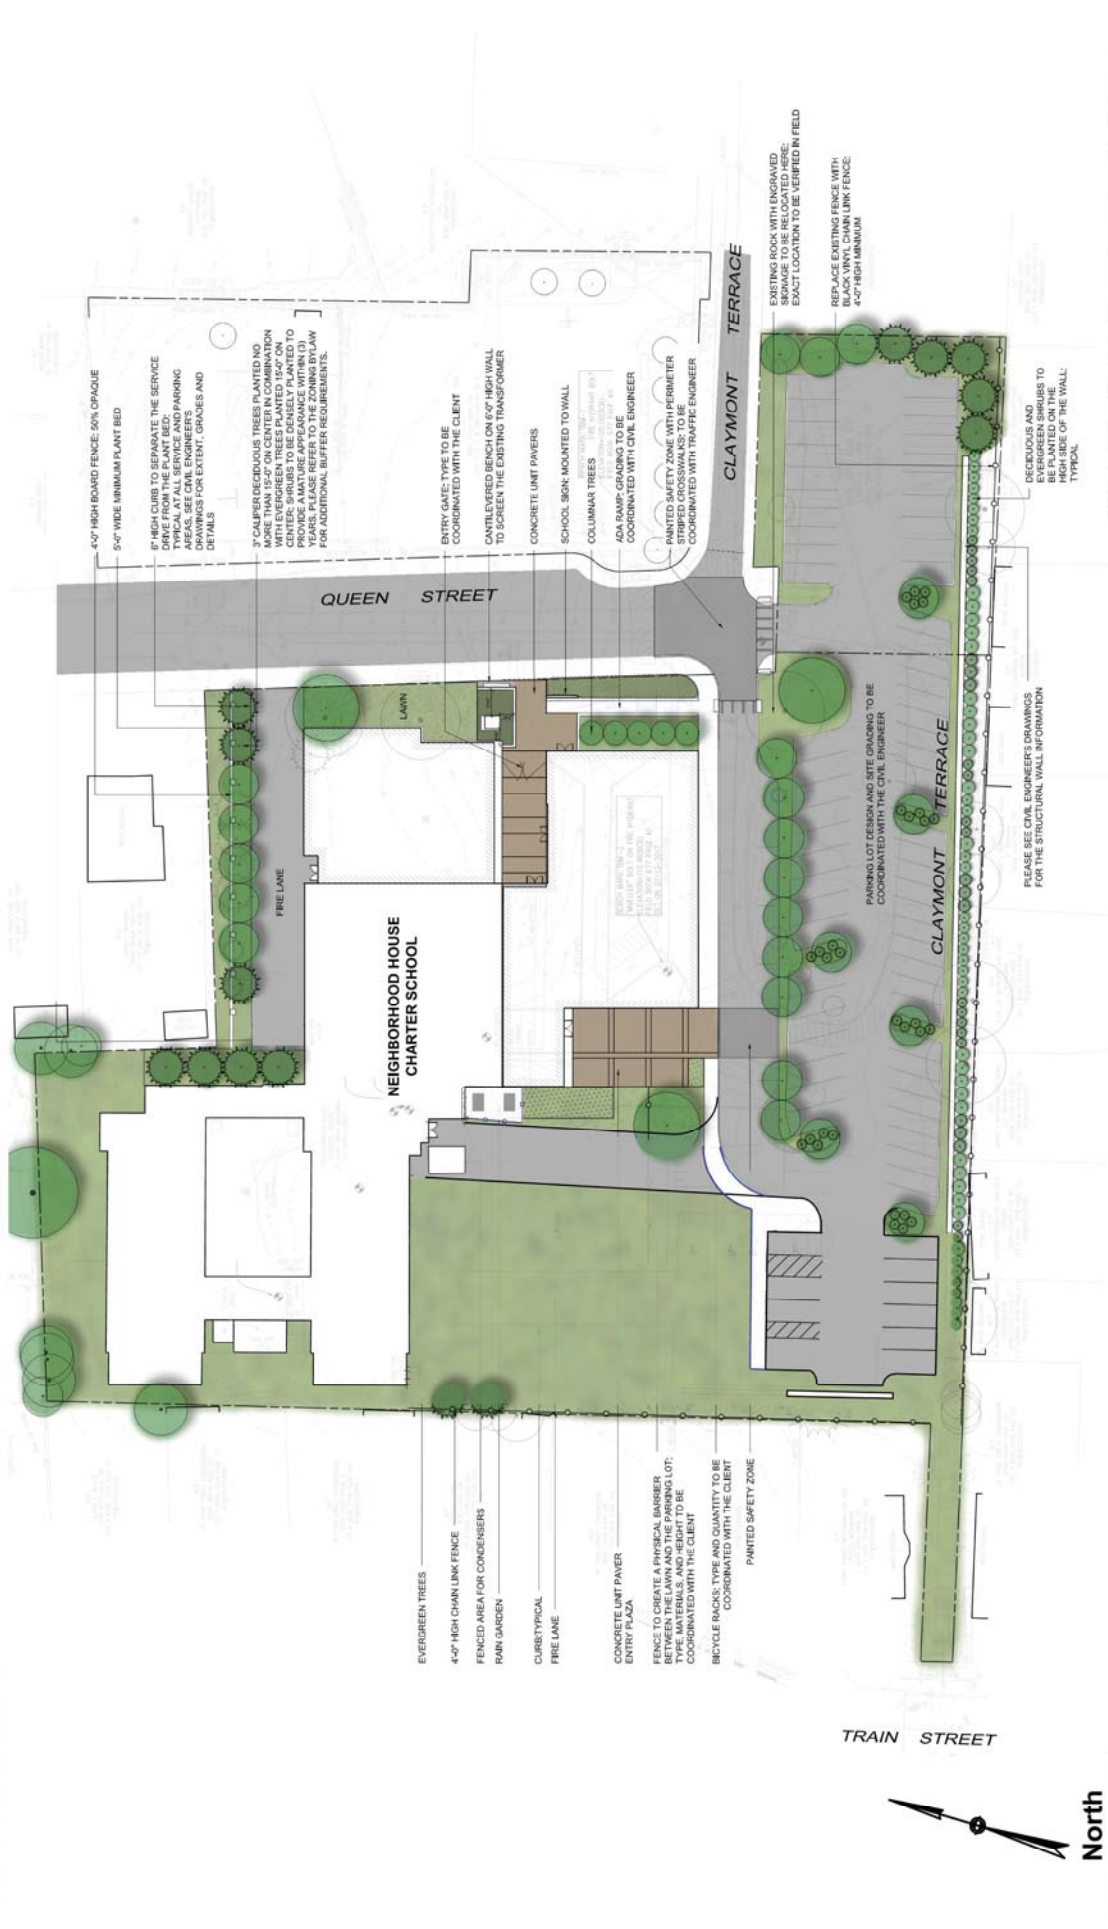 4'-0" HIGH BOARD FENCE; 50% OPAQUE
5'-0" WIDE MINIMUM PLANT BED
6" HIGH CURB TO SEPARATE THE SERVICE
DRIVE FROM THE PLANT BED;
TYPICAL AT ALL SERVICE AND PARKING
AREAS. SEE CIVIL ENGINEER'S
DRAWINGS FOR EXTENT, GRADES AND
DETAILS
3" CALIPER DECIDUOUS TREES PLANTED NO
MORE THAN 15'-0" ON CENTER IN COMBINATION
WITH EVERGREEN TREES PLANTED 15'-0" ON
CENTER; SHRUBS TO BE DENSELY PLANTED TO
PROVIDE A MATURE APPEARANCE WITHIN (3)
YEARS. PLEASE REFER TO THE ZONING BYLAW
FOR ADDITIONAL BUFFER REQUIREMENTS.
ENTRY GATE; TYPE TO BE
COORDINATED WITH THE CLIENT
CANTILEVERED BENCH ON 6'-0" HIGH WALL
TO SCREEN THE EXISTING TRANSFORMER
CONCRETE UNIT PAVERS
SCHOOL SIGN; MOUNTED TO WALL
COLUMNAR TREES
ADA RAMP; GRADING TO BE
COORDINATED WITH CIVIL ENGINEER
PAINTED SAFETY ZONE WITH PERIMETER
STRIPED CROSSWALKS; TO BE
COORDINATED WITH TRAFFIC ENGINEER
EXISTING ROCK WITH ENGRAVED
SIGNAGE TO BE RELOCATED HERE;
EXACT LOCATION TO BE VERIFIED IN FIELD
REPLACE EXISTING FENCE WITH
BLACK VINYL CHAIN LINK FENCE;
4'-0" HIGH MINIMUM
DECIDUOUS AND
EVERGREEN SHRUBS TO
BE PLANTED ON THE
HIGH SIDE OF THE WALL;
TYPICAL
QUEEN STREET
CLAYMONT TERRACE
LAWN
FIRE LANE
NEIGHBORHOOD HOUSE
CHARTER SCHOOL
PARKING LOT DESIGN AND SITE GRADING TO BE
COORDINATED WITH THE CIVIL ENGINEER
CLAYMONT TERRACE
PLEASE SEE CIVIL ENGINEER'S DRAWINGS
FOR THE STRUCTURAL WALL INFORMATION
EVERGREEN TREES
4'-0" HIGH CHAIN LINK FENCE
FENCED AREA FOR CONDENSERS
RAIN GARDEN
CURB;TYPICAL
FIRE LANE
CONCRETE UNIT PAVER
ENTRY PLAZA
FENCE TO CREATE A PHYSICAL BARRIER
BETWEEN THE LAWN AND THE PARKING LOT;
TYPE, MATERIALS, AND HEIGHT TO BE
COORDINATED WITH THE CLIENT
BICYCLE RACKS; TYPE AND QUANTITY TO BE
COORDINATED WITH THE CLIENT
PAINTED SAFETY ZONE
TRAIN STREET
North